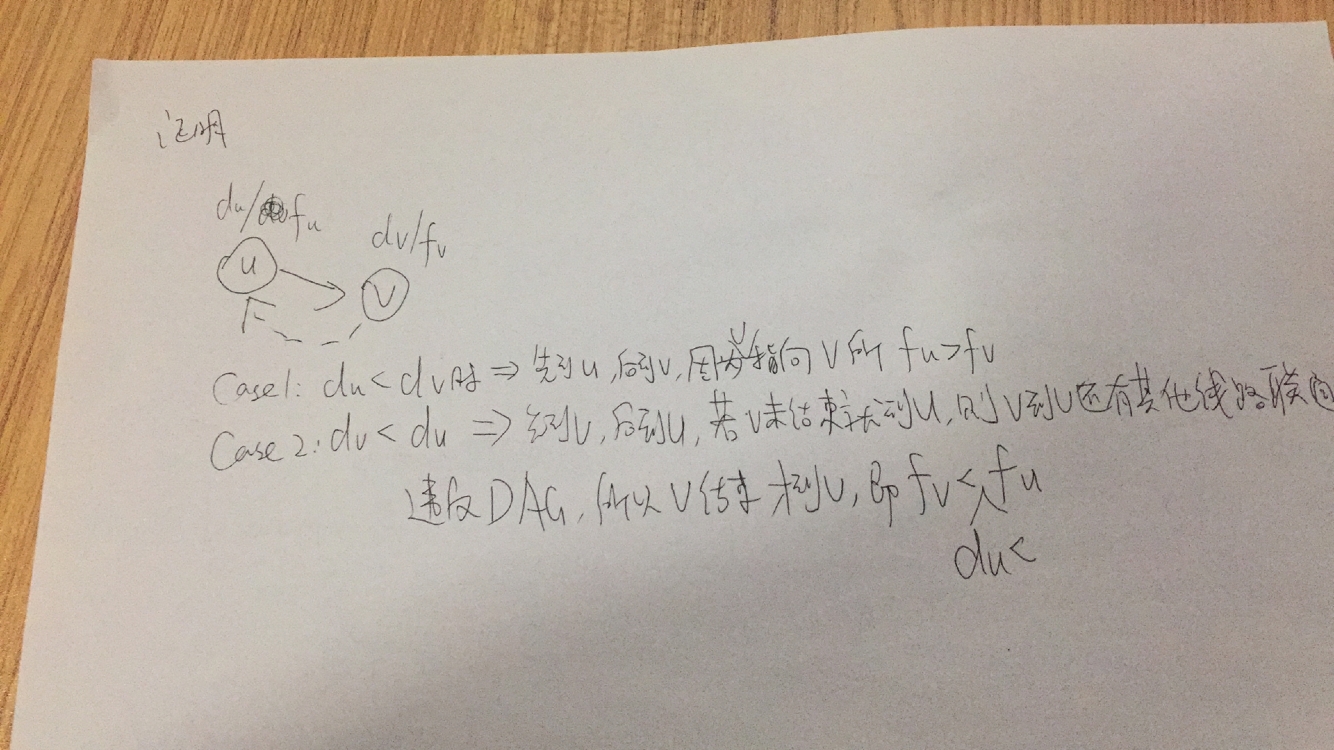 证明
du/fu
dv/fv
u
v
Case1: du < dv时 ⇒ 先到u, 后到v, 因为u指向v所 fu>fv
Case 2: dv < du ⇒ 先到v, 后到u, 若v未结束就到u, 则v到u还有其他线路联通
违反DAG, 所以v结束才到u, 即 fv < fu
du <